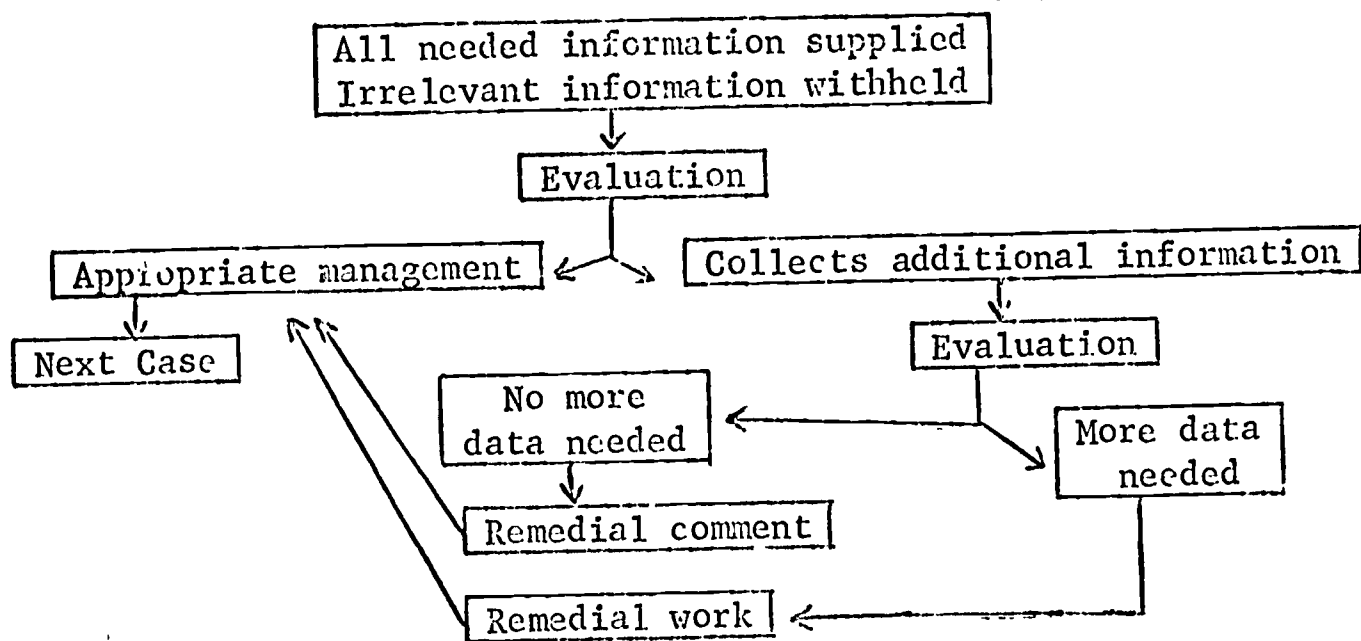 All needed information supplied
Irrelevant information withheld
Evaluation
Appropriate management
Collects additional information
Next Case
Evaluation
No more
data needed
More data
needed
Remedial comment
Remedial work